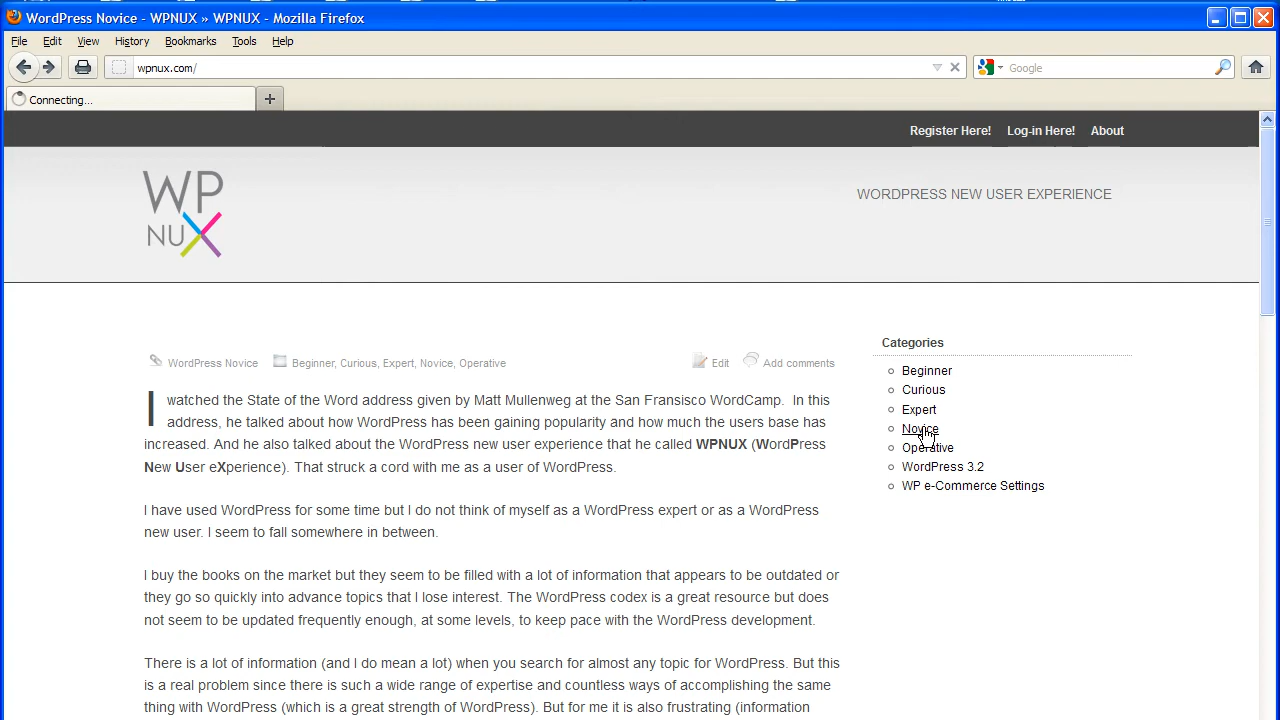 WordPress Novice - WPNUX » WPNUX - Mozilla Firefox
File Edit View History Bookmarks Tools Help
wpnux.com/
Google
Connecting...
Register Here! Log-in Here! About
WP
NUX
WORDPRESS NEW USER EXPERIENCE
WordPress Novice Beginner, Curious, Expert, Novice, Operative Edit Add comments
I watched the State of the Word address given by Matt Mullenweg at the San Fransisco WordCamp. In this
address, he talked about how WordPress has been gaining popularity and how much the users base has
increased. And he also talked about the WordPress new user experience that he called WPNUX (WordPress
New User eXperience). That struck a cord with me as a user of WordPress.
I have used WordPress for some time but I do not think of myself as a WordPress expert or as a WordPress
new user. I seem to fall somewhere in between.
I buy the books on the market but they seem to be filled with a lot of information that appears to be outdated or
they go so quickly into advance topics that I lose interest. The WordPress codex is a great resource but does
not seem to be updated frequently enough, at some levels, to keep pace with the WordPress development.
There is a lot of information (and I do mean a lot) when you search for almost any topic for WordPress. But this
is a real problem since there is such a wide range of expertise and countless ways of accomplishing the same
thing with WordPress (which is a great strength of WordPress). But for me it is also frustrating (information
Categories
Beginner
Curious
Expert
Novice
Operative
WordPress 3.2
WP e-Commerce Settings